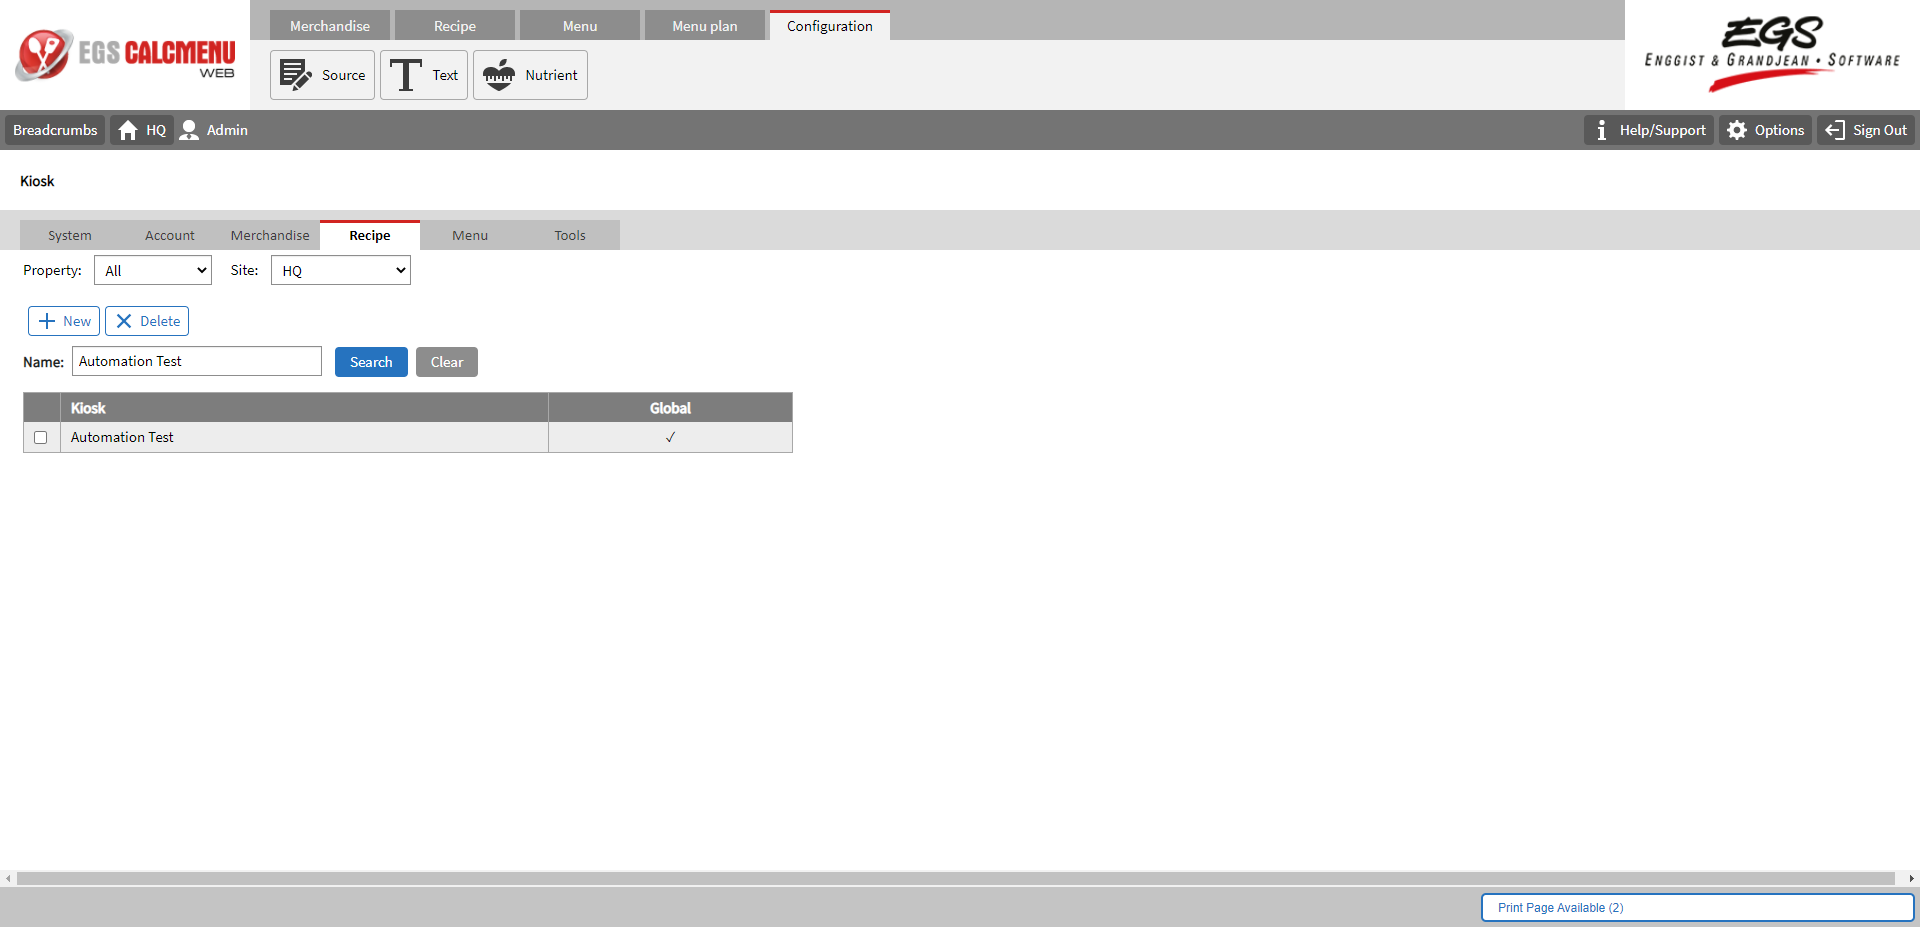 EGS CALCMENU
WEB
Merchandise Recipe Menu Menu plan Configuration
Source Text Nutrient
EGS
ENGGIST & GRANDJEAN • SOFTWARE
Breadcrumbs HQ Admin Help/Support Options Sign Out
Kiosk
System Account Merchandise Recipe Menu Tools
Property: All Site: HQ
New Delete
Name: Automation Test Search Clear
Kiosk Global
Automation Test ✓
Print Page Available (2)